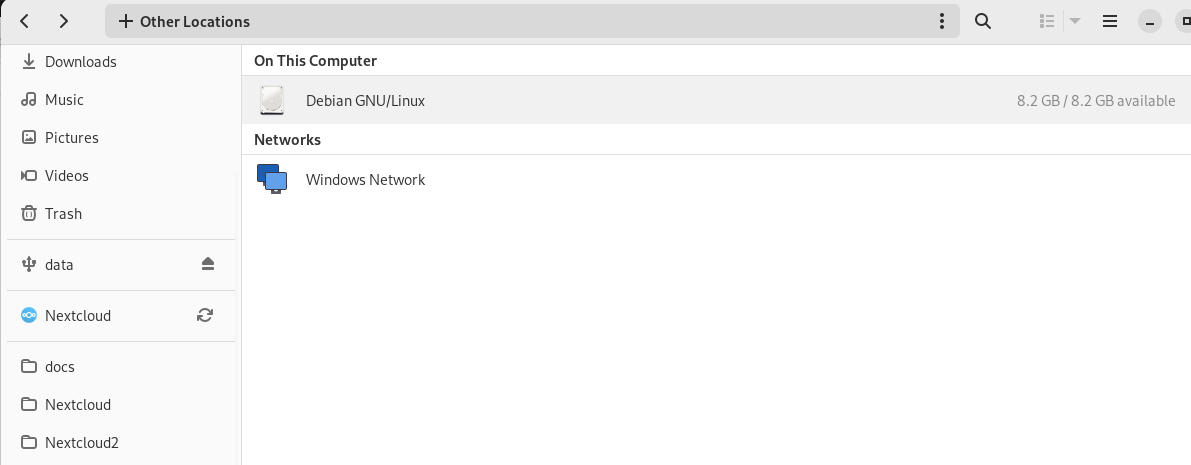 Other Locations
Downloads
Music
Pictures
Videos
Trash
data
Nextcloud
docs
Nextcloud
Nextcloud2
On This Computer
Debian GNU/Linux 8.2 GB / 8.2 GB available
Networks
Windows Network